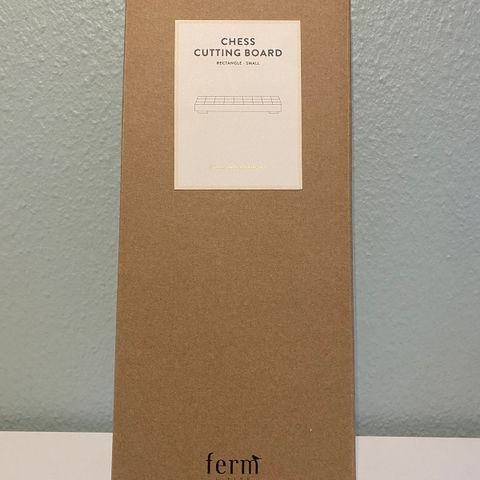 CHESS
CUTTING BOARD
RECTANGLE - SMALL
ferm